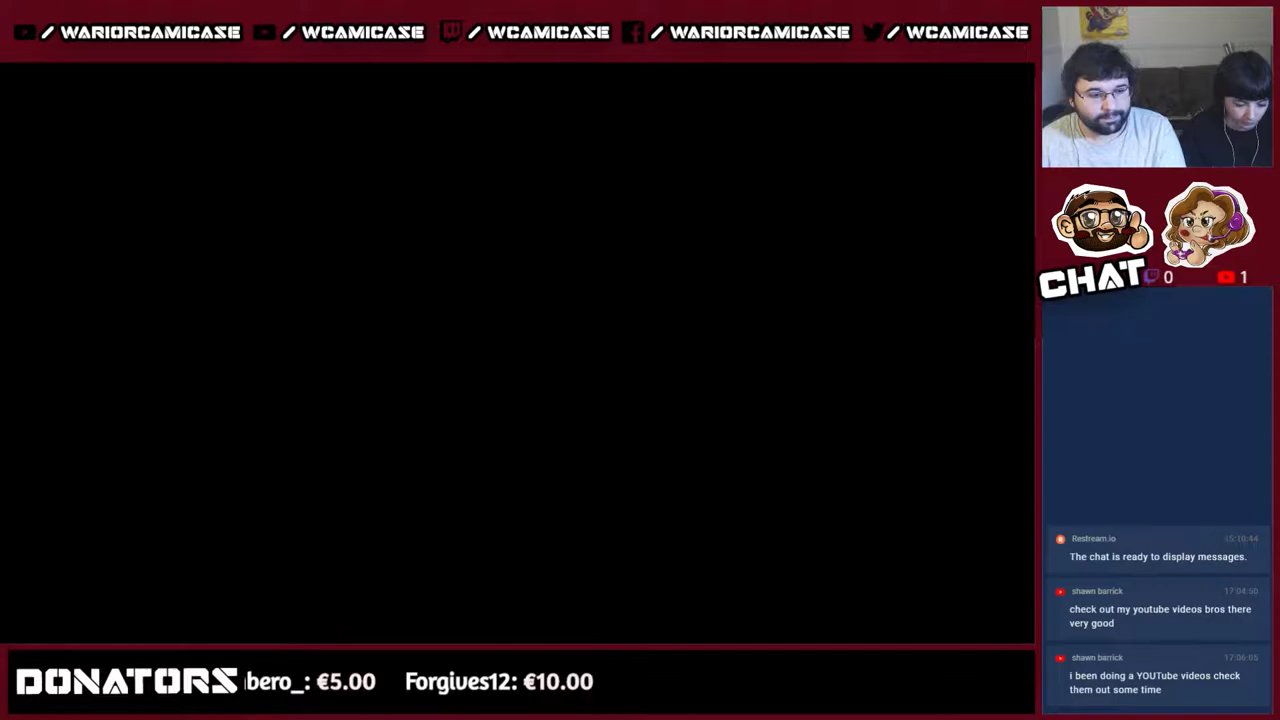 / WARIORCAMICASE / WCAMICASE / WCAMICASE / WARIORCAMICASE / WCAMICASE
CHAT 0 1
Restream.io 15:10:44
The chat is ready to display messages.
shawn barrick 17:04:50
check out my youtube videos bros there
very good
shawn barrick 17:06:05
i been doing a YOUTube videos check
them out some time
DONATORS bero_: €5.00 Forgives12: €10.00